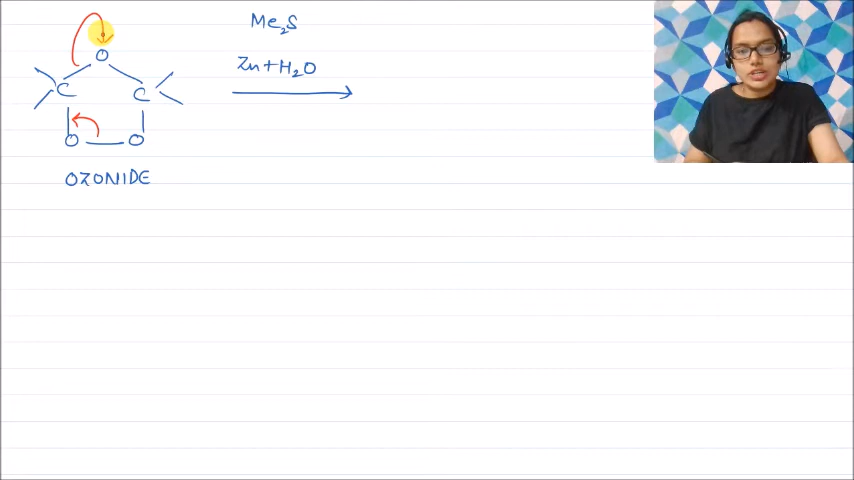 Me₂S
Zn+H₂O
O
C C
O O
OZONIDE